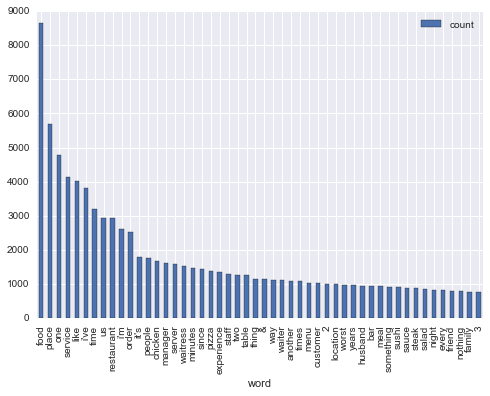 9000
8000
7000
6000
5000
4000
3000
2000
1000
0
count
food
place
one
service
like
i've
time
us
restaurant
i'm
order
it's
people
chicken
manager
server
waitress
minutes
since
pizza
experience
staff
two
table
thing
&
way
waiter
another
times
menu
customer
2
location
worst
years
husband
bar
meal
something
sushi
sauce
steak
salad
night
every
friend
nothing
family
3
word